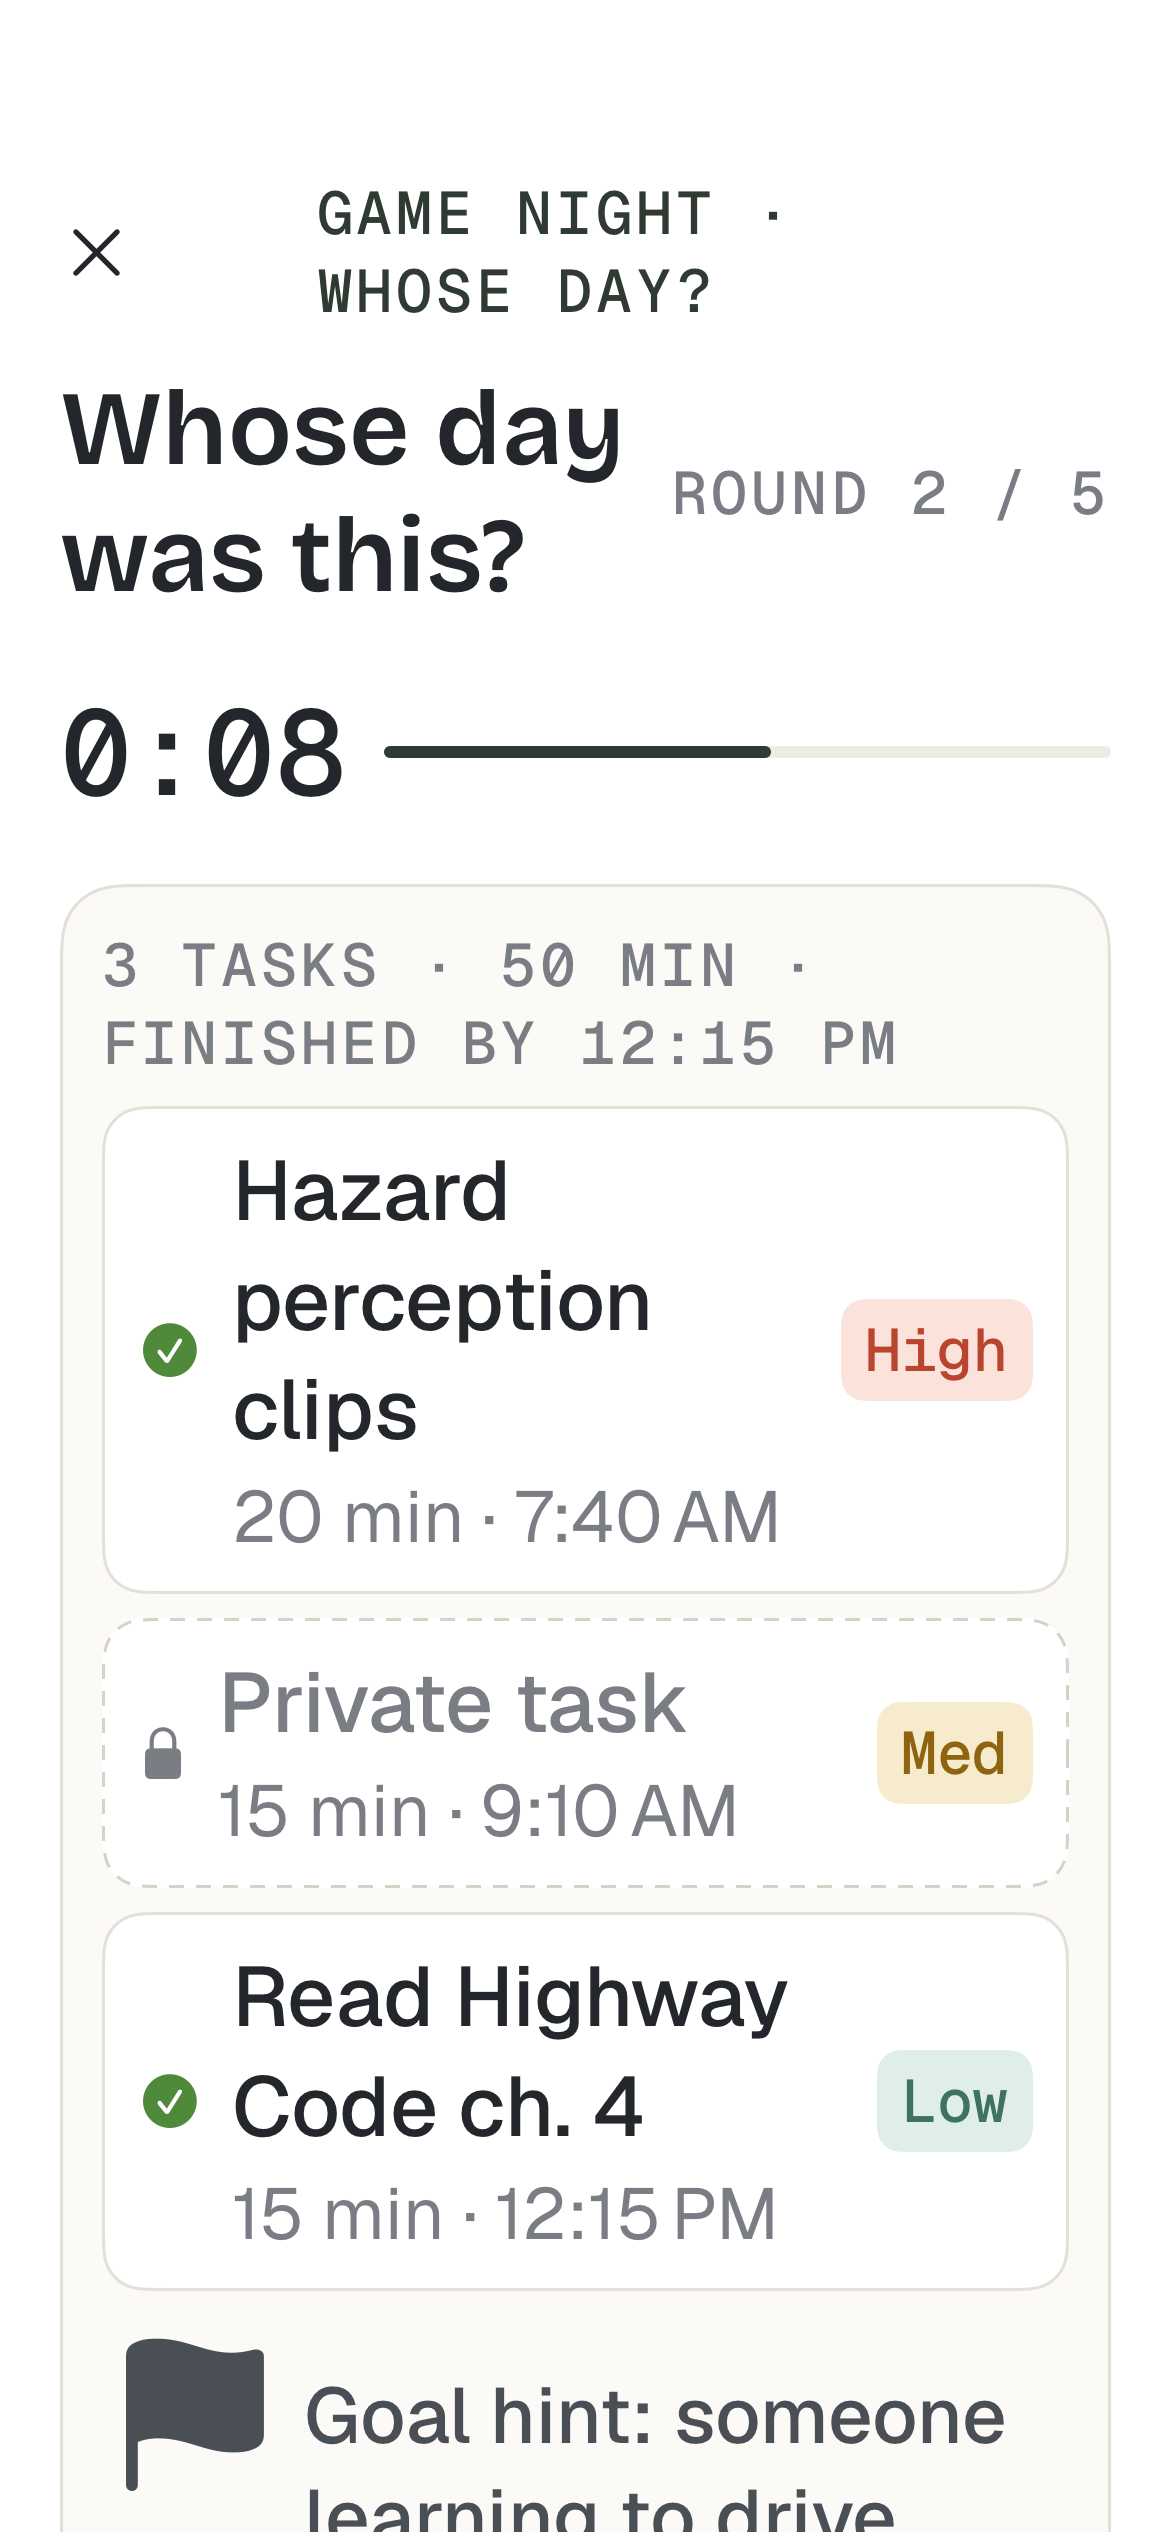 GAME NIGHT ·
WHOSE DAY?
Whose day
was this?
ROUND 2 / 5
0:08
3 TASKS · 50 MIN ·
FINISHED BY 12:15 PM
Hazard
perception
clips
20 min · 7:40 AM
High
Private task
15 min · 9:10 AM
Med
Read Highway
Code ch. 4
15 min · 12:15 PM
Low
Goal hint: someone
learning to drive